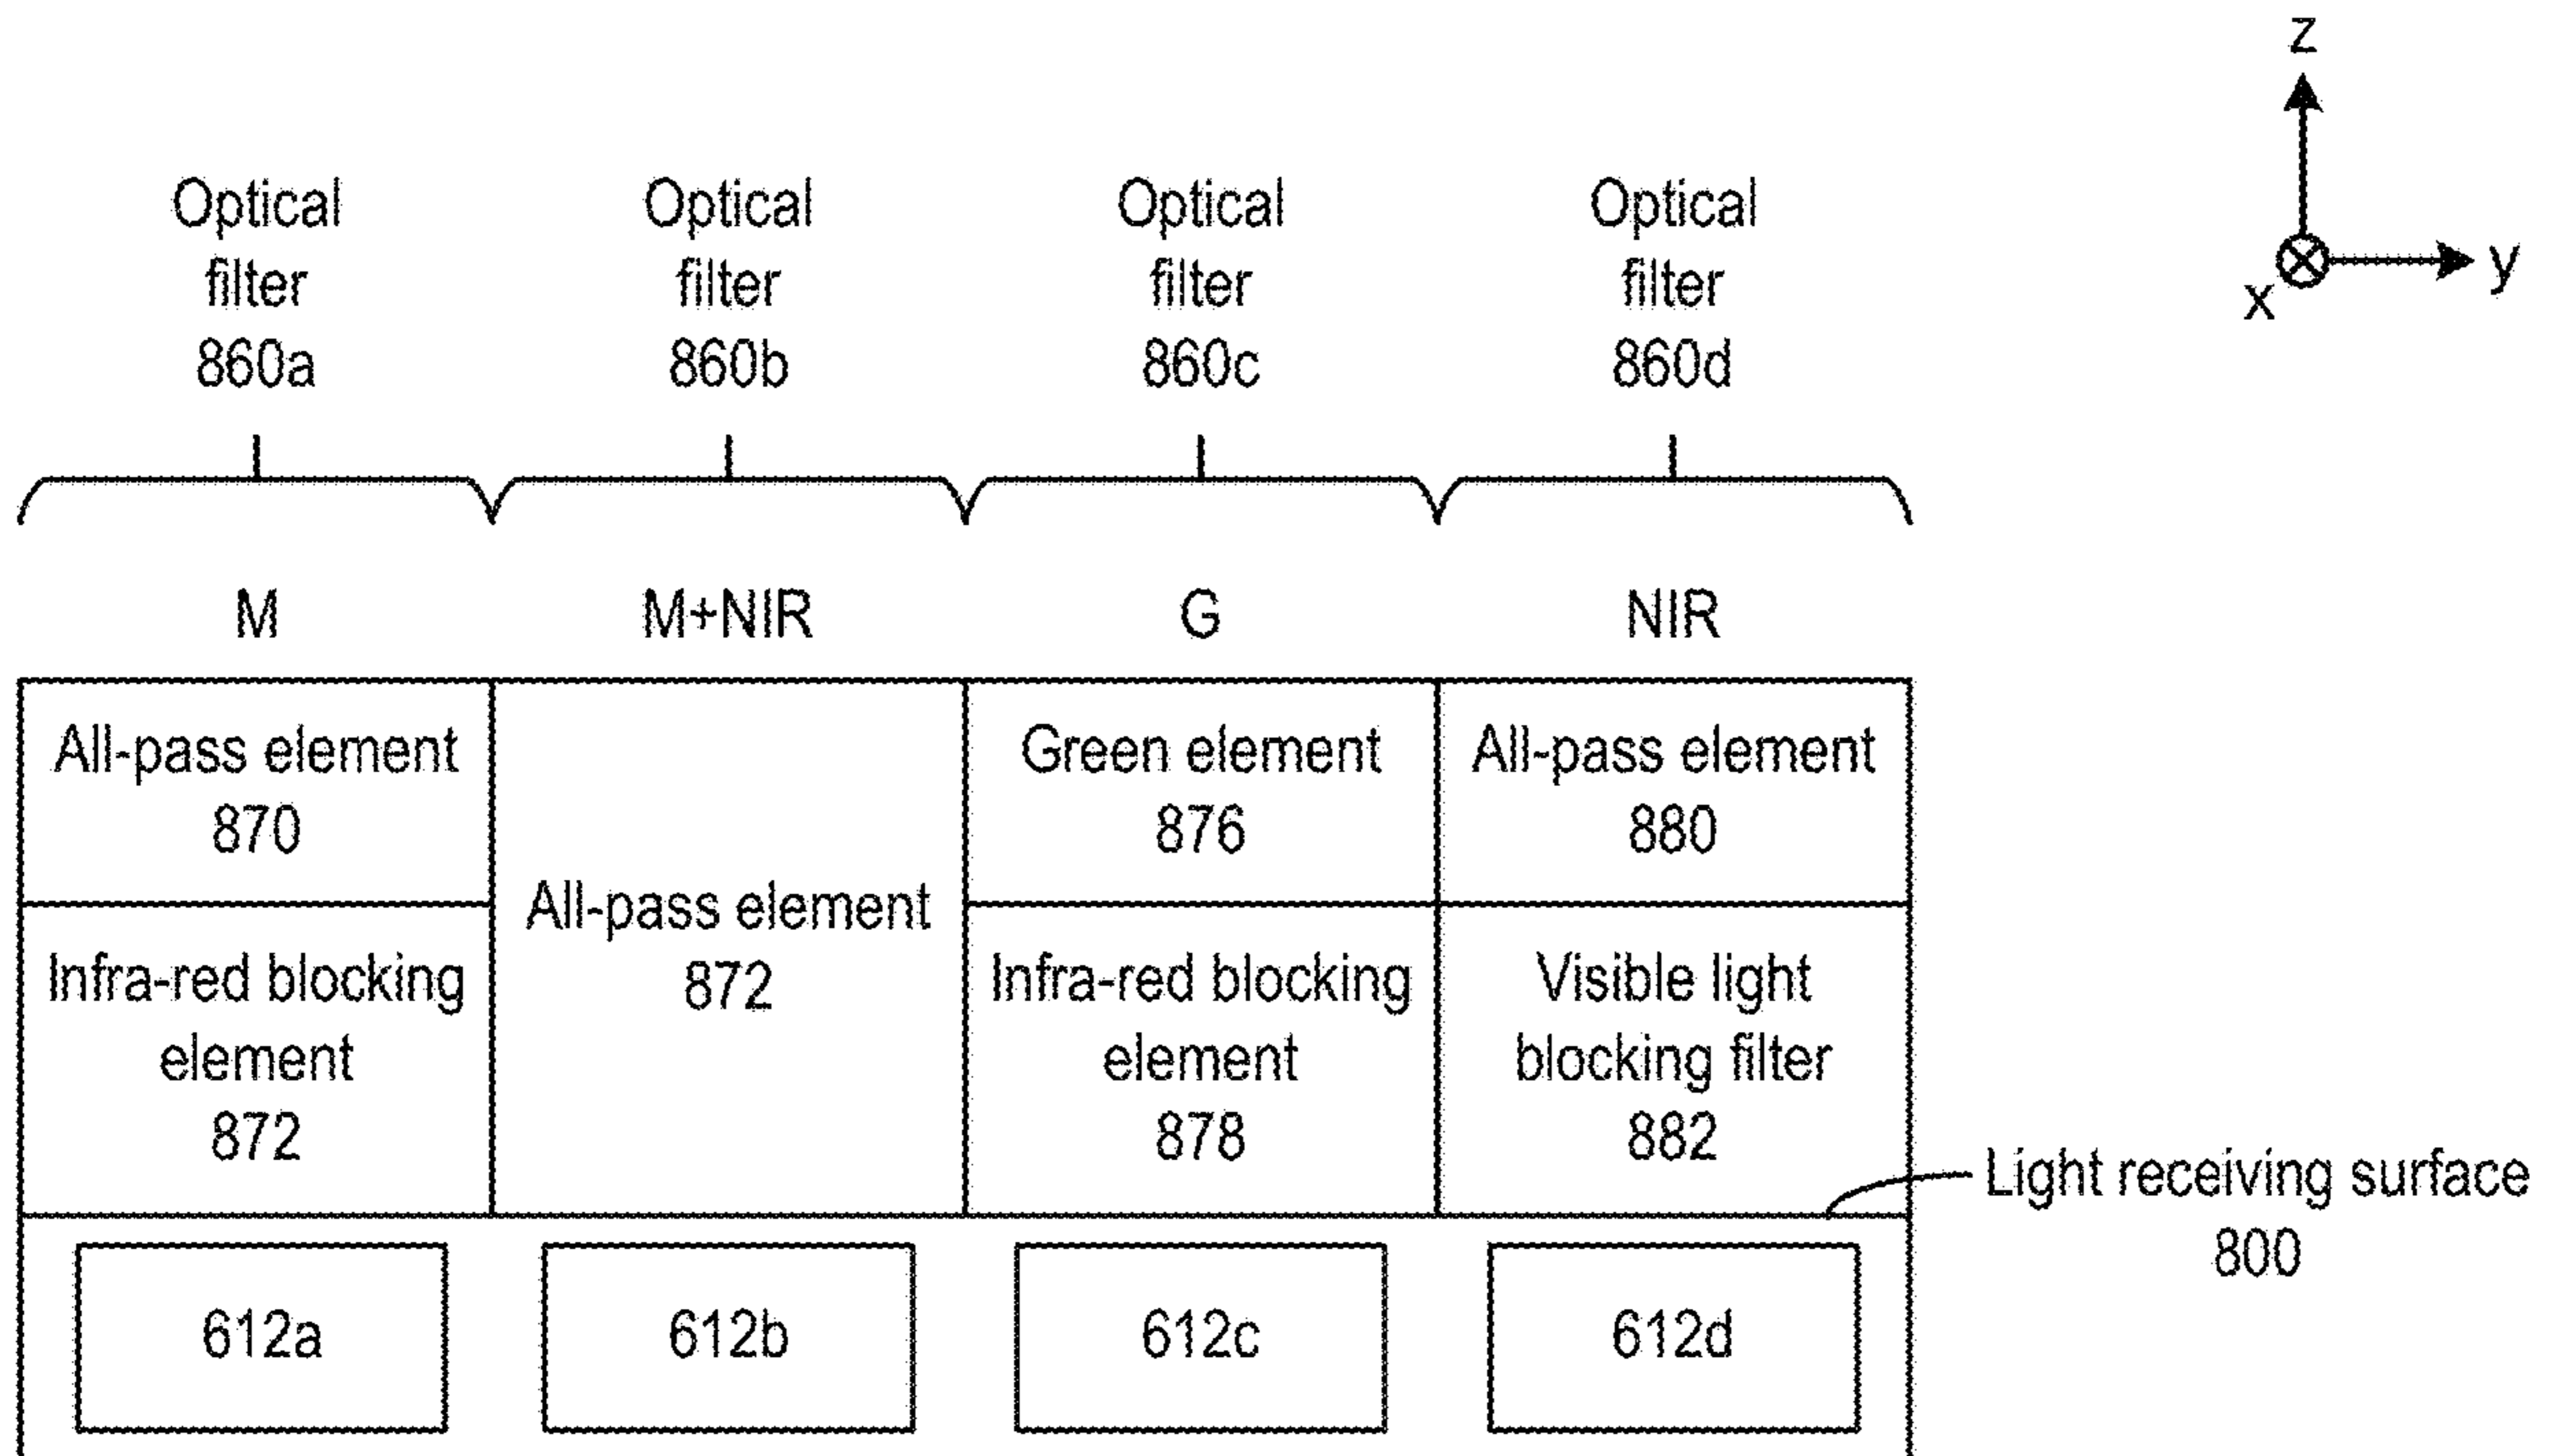 z
y
x
Optical
filter
860a
Optical
filter
860b
Optical
filter
860c
Optical
filter
860d
M
M+NIR
G
NIR
All-pass element
870
Infra-red blocking
element
872
All-pass element
872
Green element
876
Infra-red blocking
element
878
All-pass element
880
Visible light
blocking filter
882
Light receiving surface
800
612a
612b
612c
612d